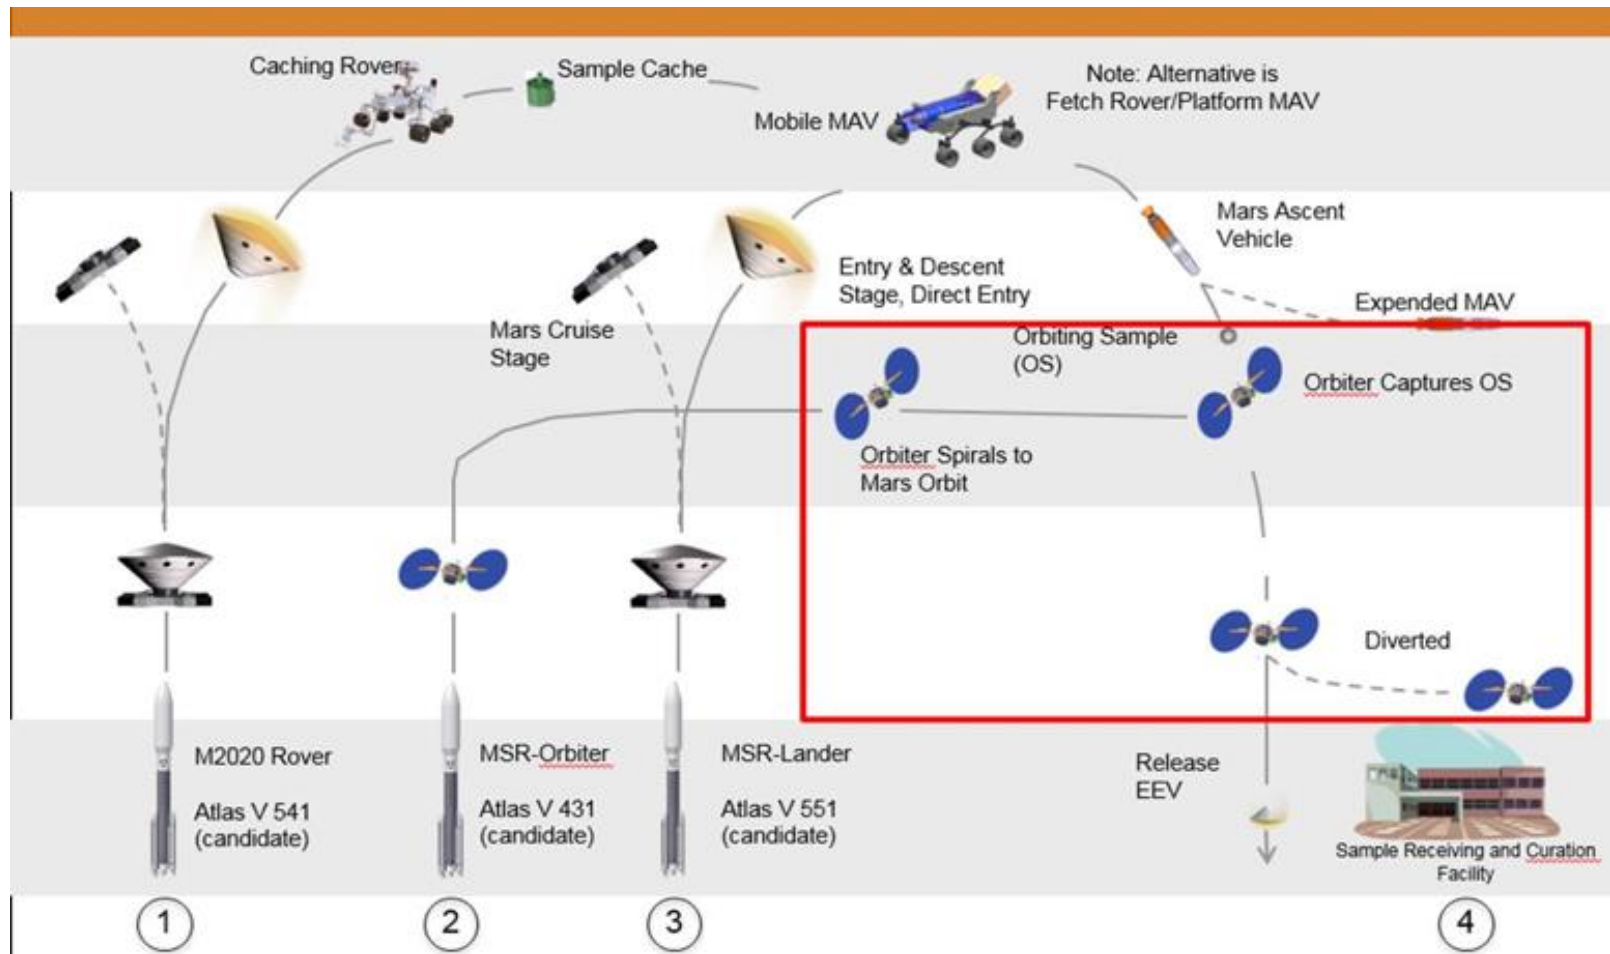 Caching Rover
Sample Cache
Mobile MAV
Note: Alternative is
Fetch Rover/Platform MAV
Mars Ascent
Vehicle
Entry & Descent
Stage, Direct Entry
Expended MAV
Mars Cruise
Stage
Orbiting Sample
(OS)
Orbiter Captures OS
Orbiter Spirals to
Mars Orbit
Diverted
M2020 Rover
Atlas V 541
(candidate)
MSR-Orbiter
Atlas V 431
(candidate)
MSR-Lander
Atlas V 551
(candidate)
Release
EEV
Sample Receiving and Curation
Facility
1
2
3
4